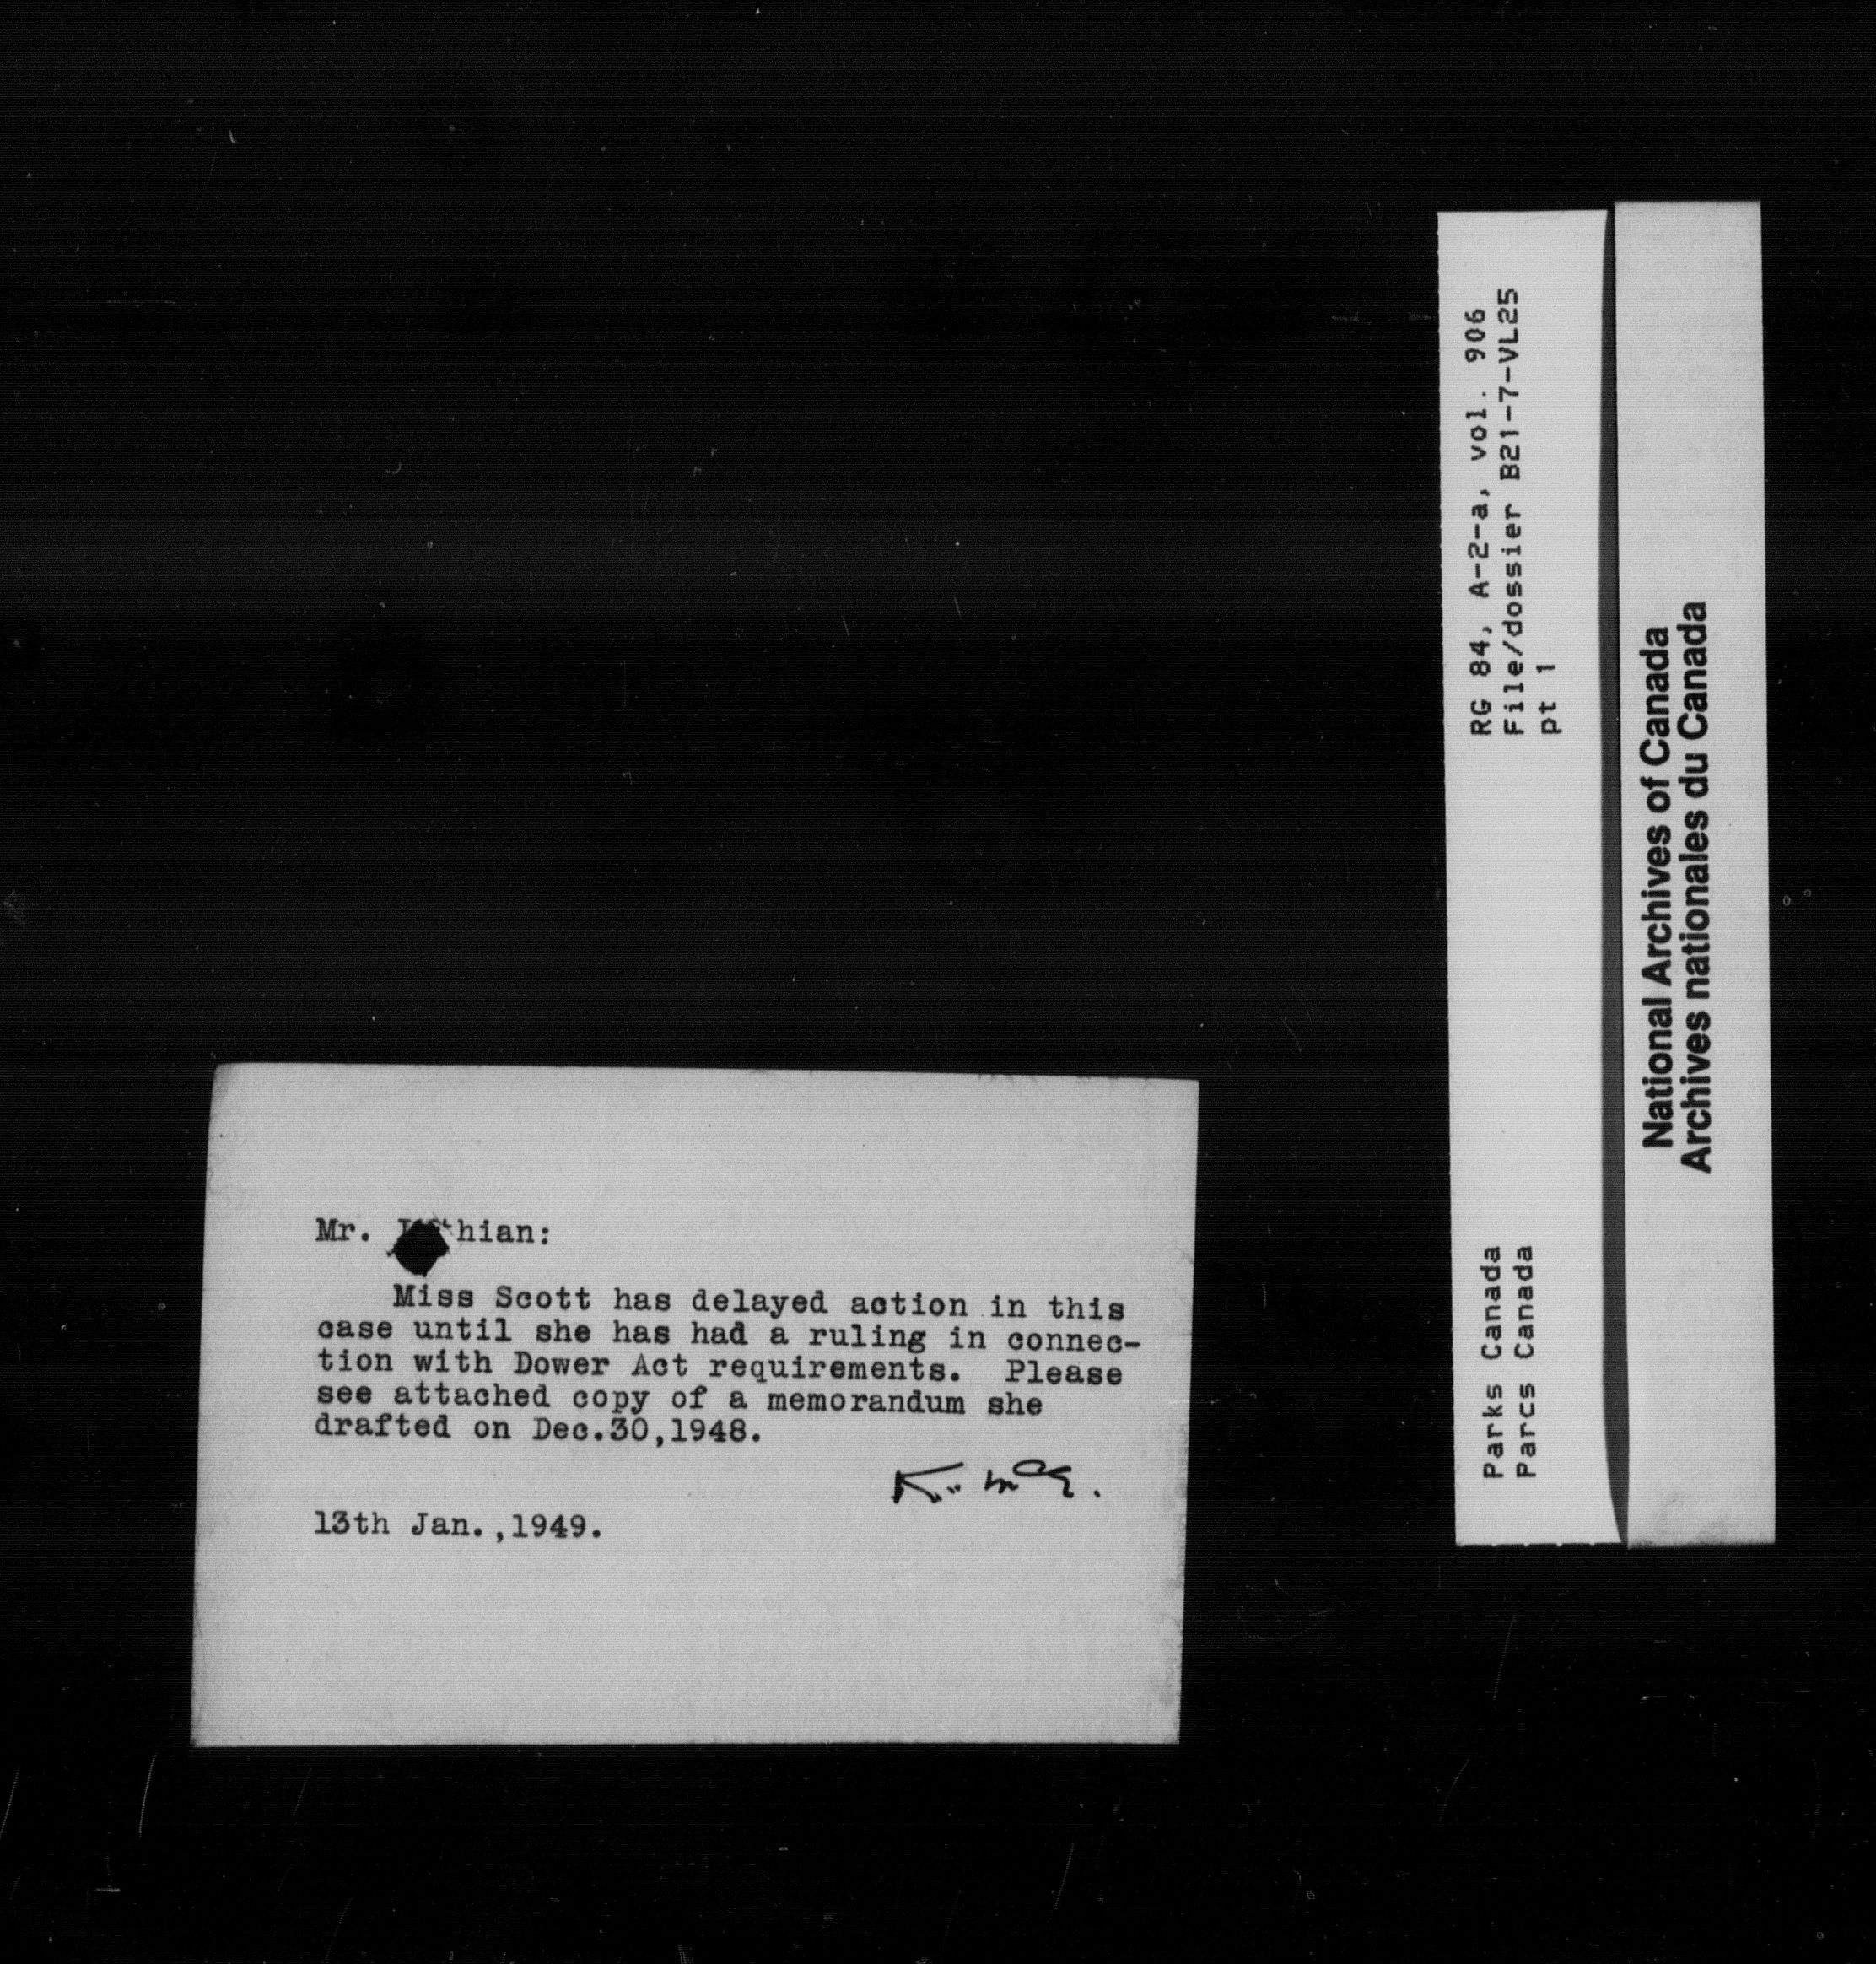 Mr.
Miss Scott has delayed action in this
case until she has had a ruling in connec-
tion with Dower Act requirements. Please
see attached copy of a memorandum she
drafted on Dec.30,1948.
13th Jan.,1949.
RG 84, A-2-a, vol. 906
File/dossier B21-7-VL25
pt 1
Parks Canada
Parcs Canada
National Archives of Canada
Archives nationales du Canada